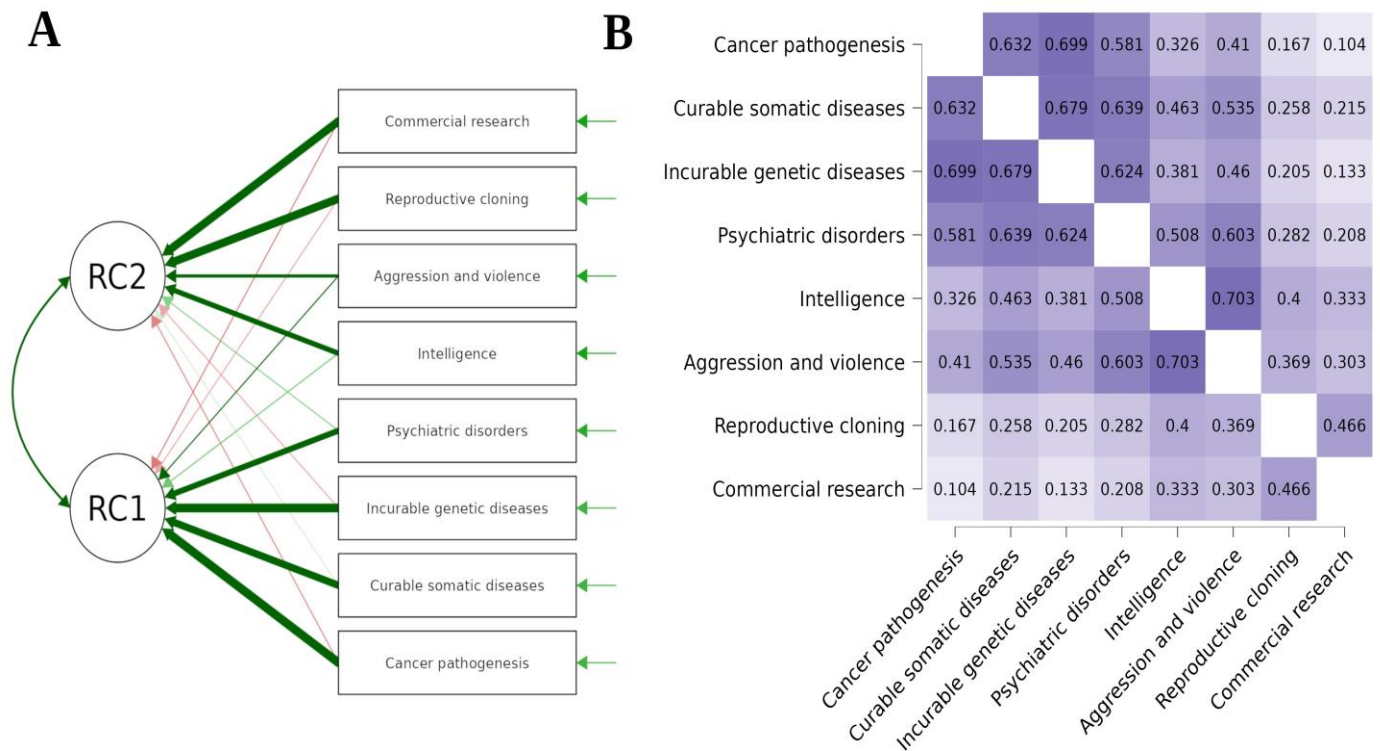 A
RC2
RC1
Commercial research
Reproductive cloning
Aggression and violence
Intelligence
Psychiatric disorders
Incurable genetic diseases
Curable somatic diseases
Cancer pathogenesis
B
Cancer pathogenesis 0.632 0.699 0.581 0.326 0.41 0.167 0.104
Curable somatic diseases 0.632 0.679 0.639 0.463 0.535 0.258 0.215
Incurable genetic diseases 0.699 0.679 0.624 0.381 0.46 0.205 0.133
Psychiatric disorders 0.581 0.639 0.624 0.508 0.603 0.282 0.208
Intelligence 0.326 0.463 0.381 0.508 0.703 0.4 0.333
Aggression and violence 0.41 0.535 0.46 0.603 0.703 0.369 0.303
Reproductive cloning 0.167 0.258 0.205 0.282 0.4 0.369 0.466
Commercial research 0.104 0.215 0.133 0.208 0.333 0.303 0.466
Cancer pathogenesis
Curable somatic diseases
Incurable genetic diseases
Psychiatric disorders
Intelligence
Aggression and violence
Reproductive cloning
Commercial research